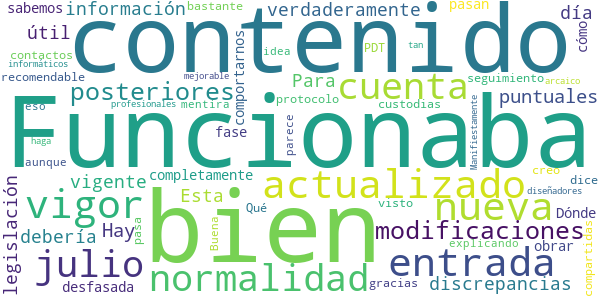 sabemos información bastante verdaderamente pasan día
contenido
útil contactos idea PDT tan cómo
informáticos
recomendable mejorable Para comportarnos seguimiento arcaico
posteriores cuenta puntuales
eso profesionales mentira protocolo custodias
Funcionaba
haga aunque fase parece Manifiestamente
vigente completamente Esta actualizado creo dice diseñadores
legislación vigor bien Qué visto nueva Dónde
debería Hay pasa Buena modificaciones
explicando obrar compartidas
julio normalidad entrada
desfasada gracias discrepancias